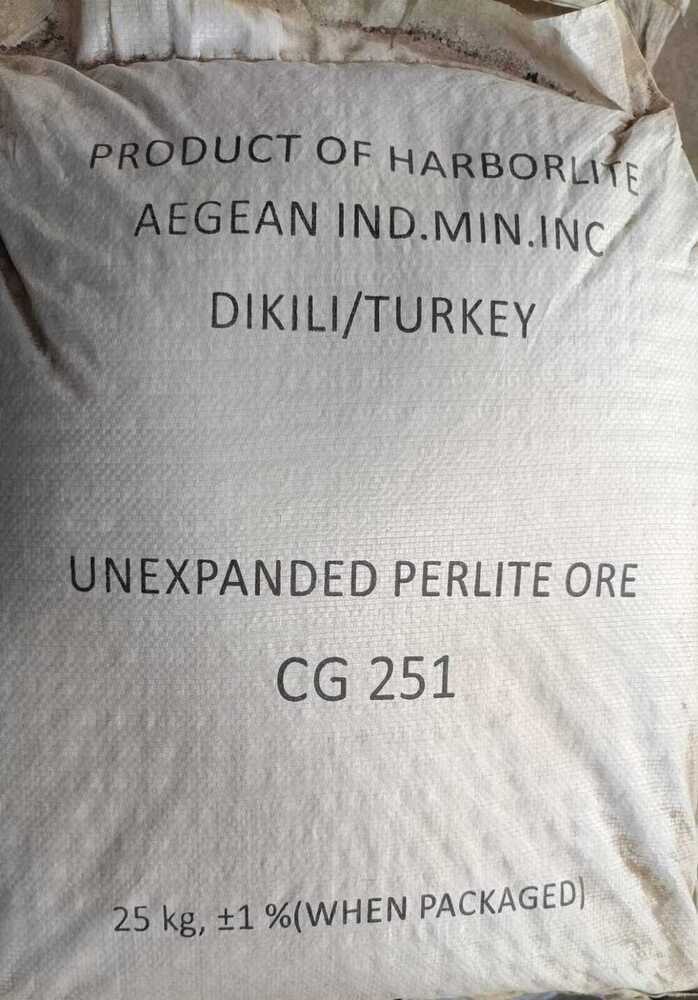 PRODUCT OF HARBORLITE
AEGEAN IND.MIN.INC
DIKILI/TURKEY
UNEXPANDED PERLITE ORE
CG 251
25 kg, ±1 %(WHEN PACKAGED)